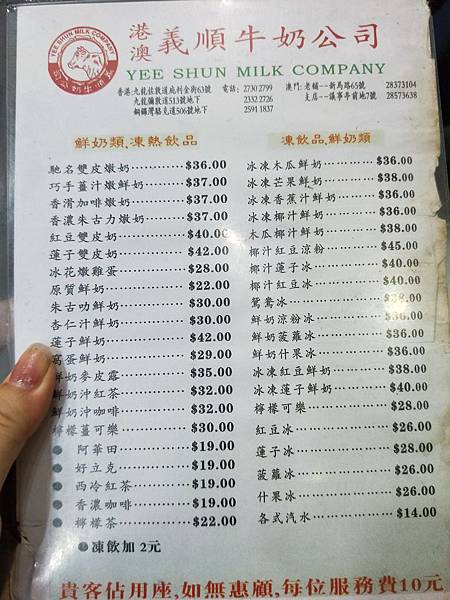 YEE SHUN MILK COMPANY
港澳義順牛奶公司
YEE SHUN MILK COMPANY
香港:九龍佐敦道庇利金街63號 電話: 2730 2799 澳門:老鋪--新馬路65號 28373104
九龍彌敦道513號地下 2332 2726 支店--議事亭前地7號 28573638
銅鑼灣駱克道506號地下 2591 1837
鮮奶類,凍熱飲品
馳名雙皮燉奶 $36.00
巧手薑汁燉鮮奶 $37.00
香滑加啡燉奶 $37.00
香濃朱古力燉奶 $37.00
紅豆雙皮奶 $40.00
蓮子雙皮奶 $42.00
冰花燉雞蛋 $28.00
原質鮮奶 $22.00
朱古叻鮮奶 $30.00
杏仁汁鮮奶 $30.00
蓮子鮮奶 $42.00
窩蛋鮮奶 $29.00
鮮奶麥皮露 $35.00
鮮奶沖紅茶 $32.00
鮮奶沖咖啡 $32.00
檸檬薑可樂 $30.00
阿華田 $19.00
好立克 $19.00
西冷紅茶 $19.00
香濃咖啡 $19.00
檸檬茶 $22.00
凍飲加 2元
凍飲品,鮮奶類
冰凍木瓜鮮奶 $36.00
冰凍芒果鮮奶 $38.00
冰凍香蕉汁鮮奶 $36.00
冰凍椰汁鮮奶 $36.00
木瓜椰汁鮮奶 $38.00
椰汁紅豆涼粉 $45.00
椰汁蓮子冰 $40.00
椰汁紅豆冰 $40.00
鴛鴦冰
鮮奶涼粉冰 $36.00
鮮奶菠蘿冰 $36.00
鮮奶什果冰 $36.00
冰凍紅豆鮮奶 $38.00
冰凍蓮子鮮奶 $40.00
檸檬可樂 $28.00
紅豆冰 $26.00
蓮子冰 $28.00
菠蘿冰 $26.00
什果冰 $26.00
各式汽水 $14.00
貴客佔用座,如無惠顧,每位服務費10元